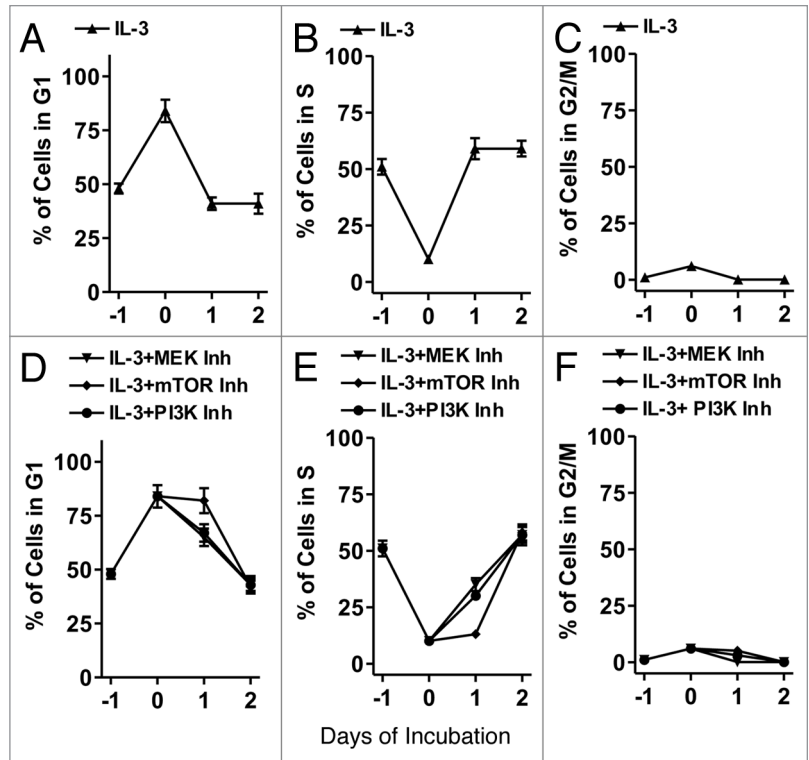 A
IL-3
% of Cells in G1
100
75
50
25
0
-1 0 1 2
B
IL-3
% of Cells in S
100
75
50
25
0
-1 0 1 2
C
IL-3
% of Cells in G2/M
100
75
50
25
0
-1 0 1 2
D
IL-3+MEK Inh
IL-3+mTOR Inh
IL-3+PI3K Inh
% of Cells in G1
100
75
50
25
0
-1 0 1 2
E
IL-3+MEK Inh
IL-3+mTOR Inh
IL-3+PI3K Inh
% of Cells in S
100
75
50
25
0
-1 0 1 2
Days of Incubation
F
IL-3+MEK Inh
IL-3+mTOR Inh
IL-3+ PI3K Inh
% of Cells in G2/M
100
75
50
25
0
-1 0 1 2